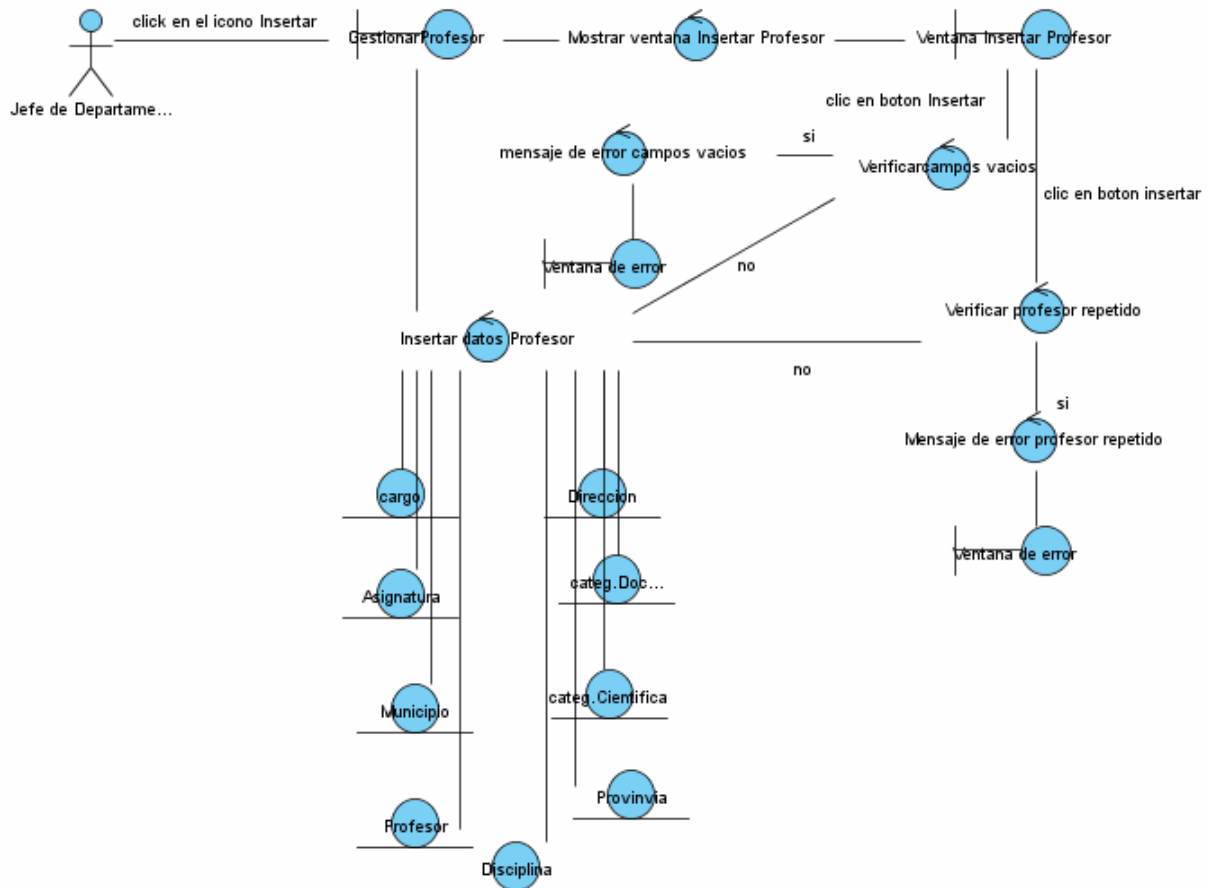 click en el icono Insertar
GestionarProfesor
Mostrar ventana Insertar Profesor
Ventana Insertar Profesor
Jefe de Departame...
clic en boton Insertar
si
mensaje de error campos vacios
Verificarcampos vacios
clic en boton insertar
Ventana de error
no
Verificar profesor repetido
Insertar datos Profesor
no
si
Mensaje de error profesor repetido
cargo
Direccion
Ventana de error
Asignatura
categ.Doc...
Municipio
categ.Cientifica
Profesor
Provinvia
Disciplina